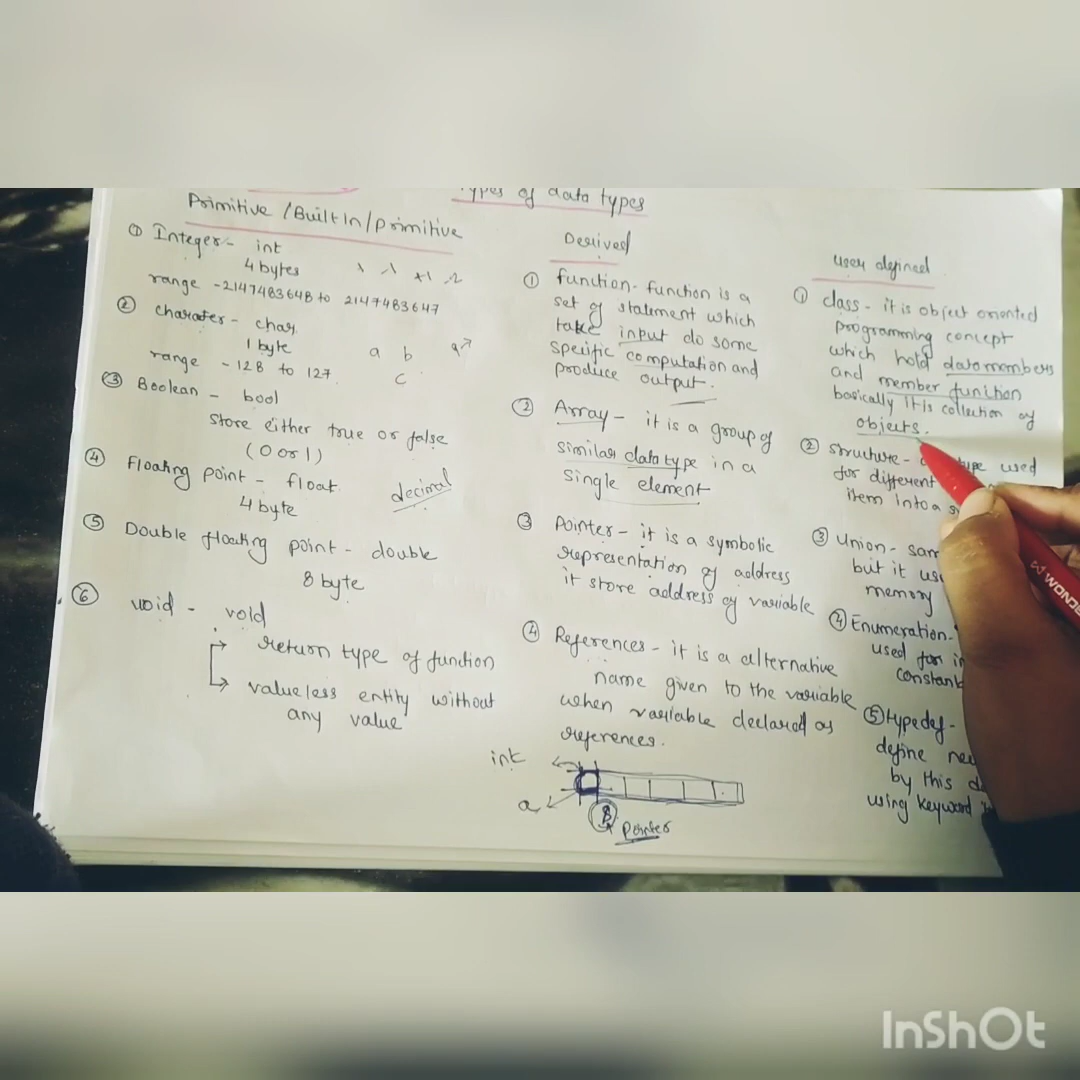 Types of data types
Primitive / Built In / primitive
① Integer - int
4 bytes
range -2147483648 to 2147483647
② charater - char
1 byte
a b
c
range -128 to 127
③ Boolean - bool
store either true or false
(0 or 1)
④ Floating point - float
decimal
4 byte
⑤ Double floating point - double
8 byte
⑥ void - void
return type of function
valueless entity without
any value
Derived
① function - function is a
set of statement which
take input do some
specific computation and
produce output.
② Array - it is a group of
similar data type in a
single element
③ Pointer - it is a symbolic
representation of address
it store address of variable
④ References - it is a alternative
name given to the variable
when variable declared as
references.
int
a
pointer
user defined
① class - it is object oriented
programming concept
which hold datamembers
and member function
basically it is collection of
objects.
② structure - used
for different
item into a
③ Union -
but it
memory
④ Enumeration -
used for
⑤ typedef -
define
by this
using keyword
WONDER
InShOt